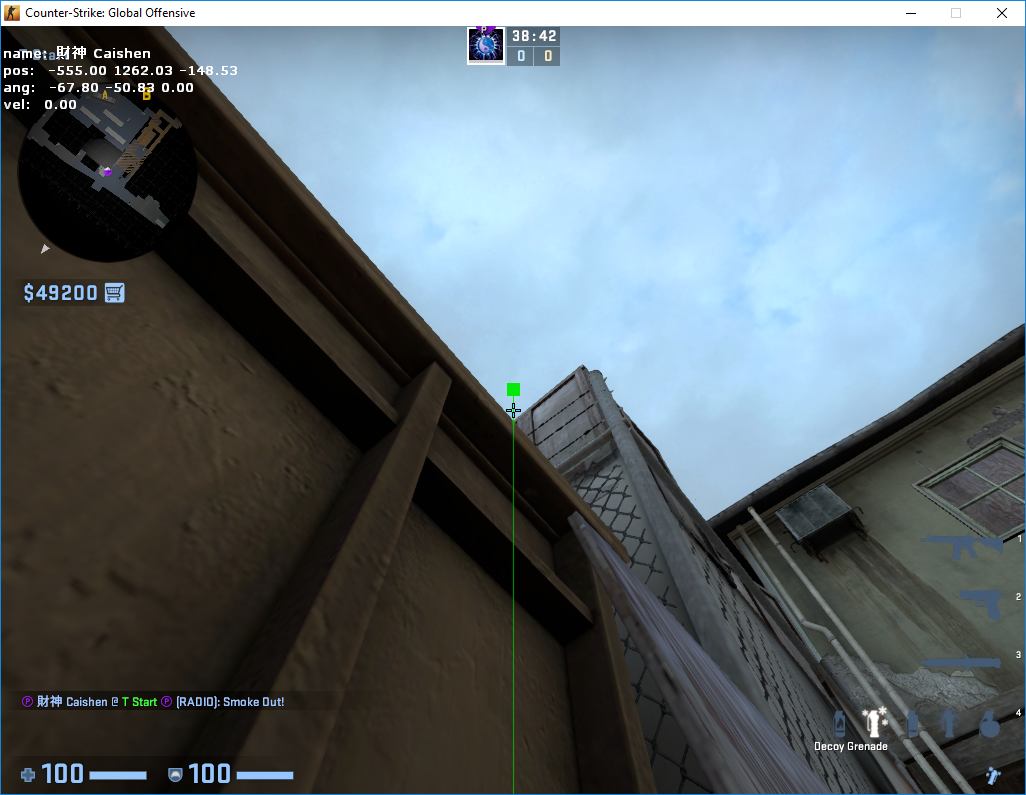 Counter-Strike: Global Offensive
38:42
0 0
name: 財神 Caishen
pos: -555.00 1262.03 -148.53
ang: -67.80 -50.83 0.00
vel: 0.00
A B
$49200
1
2
3
4
Decoy Grenade
Ⓟ 財神 Caishen @ T Start Ⓟ (RADIO): Smoke Out!
100 100